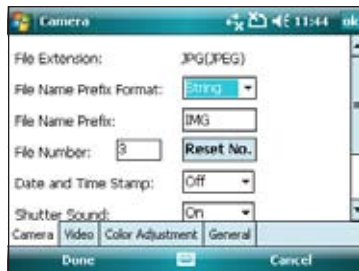 Camera 11:44 ok
File Extension: JPG(JPEG)
File Name Prefix Format: String
File Name Prefix: IMG
File Number: 3 Reset No.
Date and Time Stamp: Off
Shutter Sound: On
Camera Video Color Adjustment General
Done Cancel